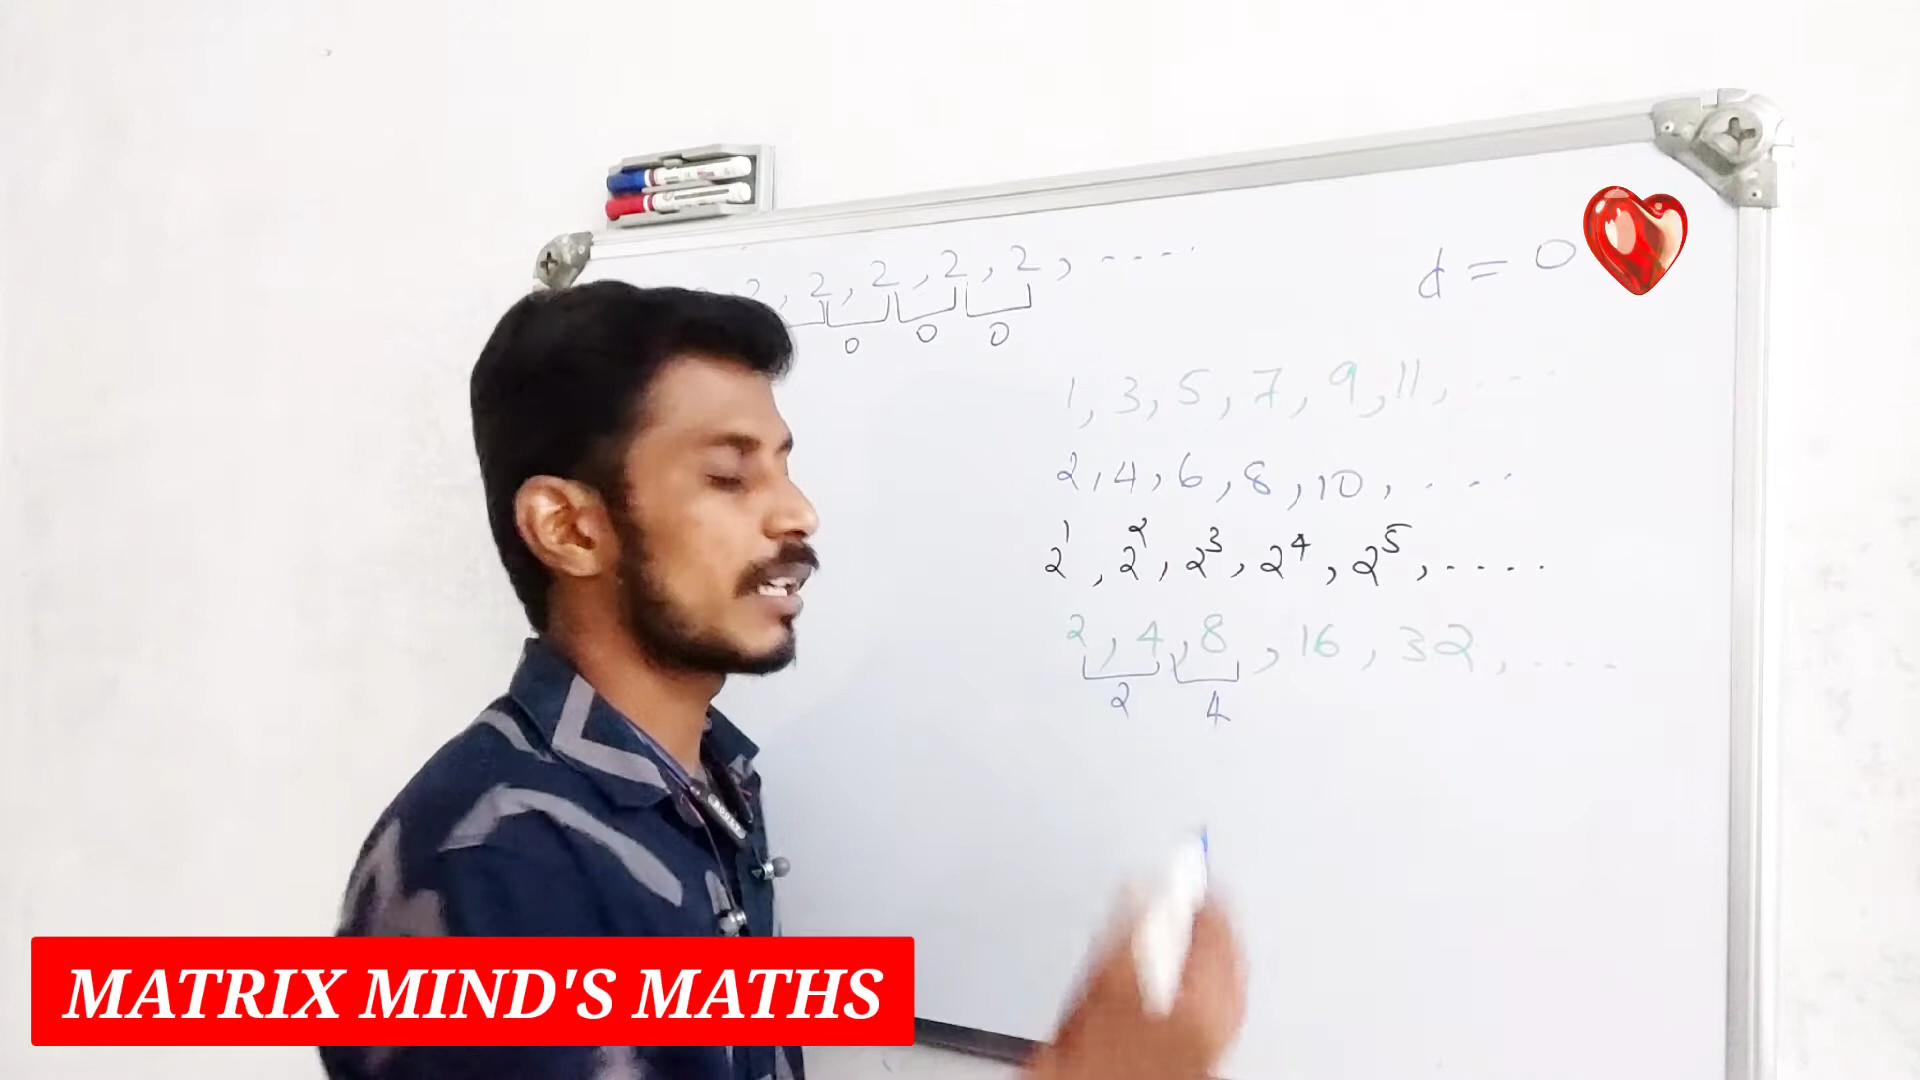 2, 2, 2, 2, 2, ....
0 0 0
d = 0
1, 3, 5, 7, 9, 11, ...
2, 4, 6, 8, 10, ....
2¹, 2², 2³, 2⁴, 2⁵, ....
2, 4, 8, 16, 32, ....
2 4
MATRIX MIND'S MATHS